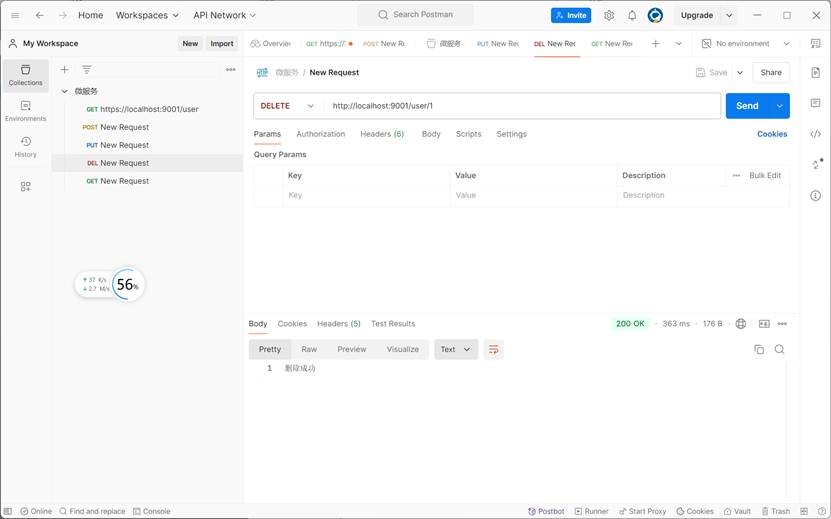 Home Workspaces API Network Search Postman Invite Upgrade
My Workspace New Import Overview GET https:// POST New Re 微服务 PUT New Rec DEL New Rec GET New Rec No environment
Collections
Environments
History
微服务
GET https://localhost:9001/user
POST New Request
PUT New Request
DEL New Request
GET New Request
37 K/s
2.7 M/s
56%
微服务 / New Request Save Share
DELETE http://localhost:9001/user/1 Send
Params Authorization Headers (6) Body Scripts Settings Cookies
Query Params
Key Value Description Bulk Edit
Key Value Description
Body Cookies Headers (5) Test Results 200 OK 363 ms 176 B
Pretty Raw Preview Visualize Text
1 删除成功
Online Find and replace Console Postbot Runner Start Proxy Cookies Vault Trash